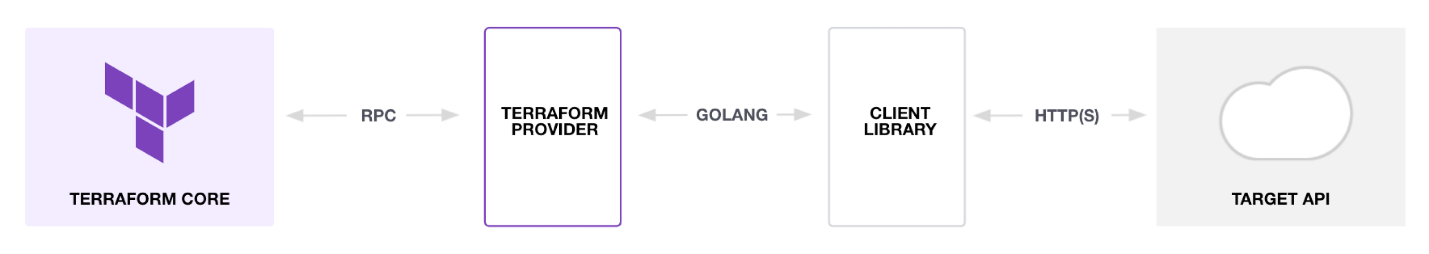 TERRAFORM CORE
RPC
TERRAFORM
PROVIDER
GOLANG
CLIENT
LIBRARY
HTTP(S)
TARGET API